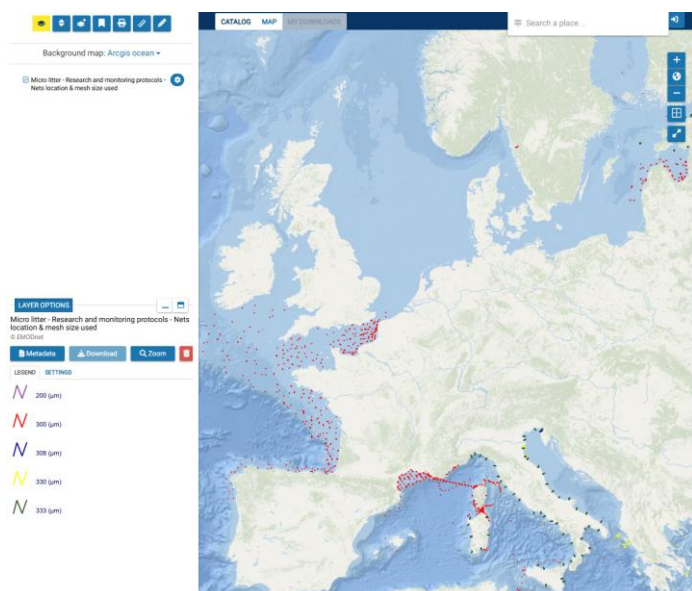 CATALOG MAP MY DOWNLOADS
Search a place ...
Background map: Arcgis ocean
Micro litter - Research and monitoring protocols -
Nets location & mesh size used
LAYER OPTIONS
Micro litter - Research and monitoring protocols - Nets
location & mesh size used
© EMODnet
Metadata Download Zoom
LEGEND SETTINGS
200 (µm)
300 (µm)
308 (µm)
330 (µm)
333 (µm)